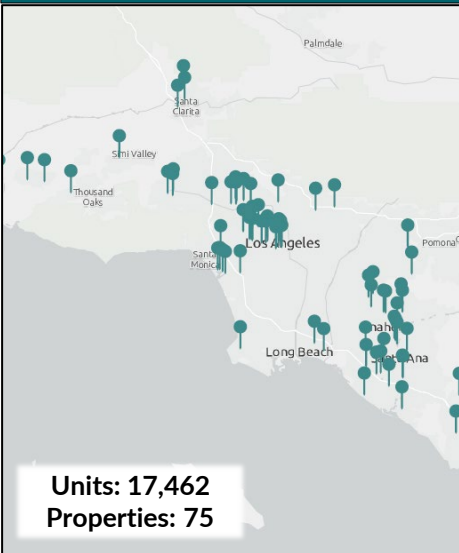 Palmdale
Santa
Clarita
Simi Valley
Thousand
Oaks
Los Angeles
Pomona
Santa
Monica
Long Beach
Units: 17,462
Properties: 75